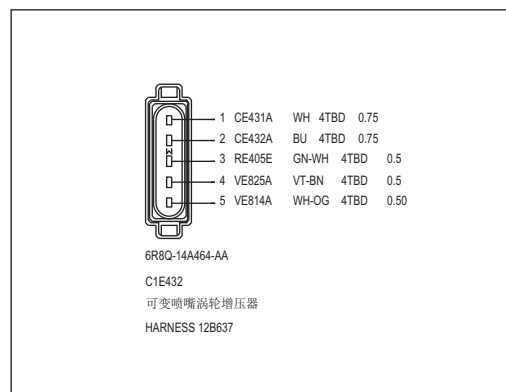 1 CE431A WH 4TBD 0.75
2 CE432A BU 4TBD 0.75
3 RE405E GN-WH 4TBD 0.5
4 VE825A VT-BN 4TBD 0.5
5 VE814A WH-OG 4TBD 0.50
6R8Q-14A464-AA
C1E432
可变喷嘴涡轮增压器
HARNESS 12B637